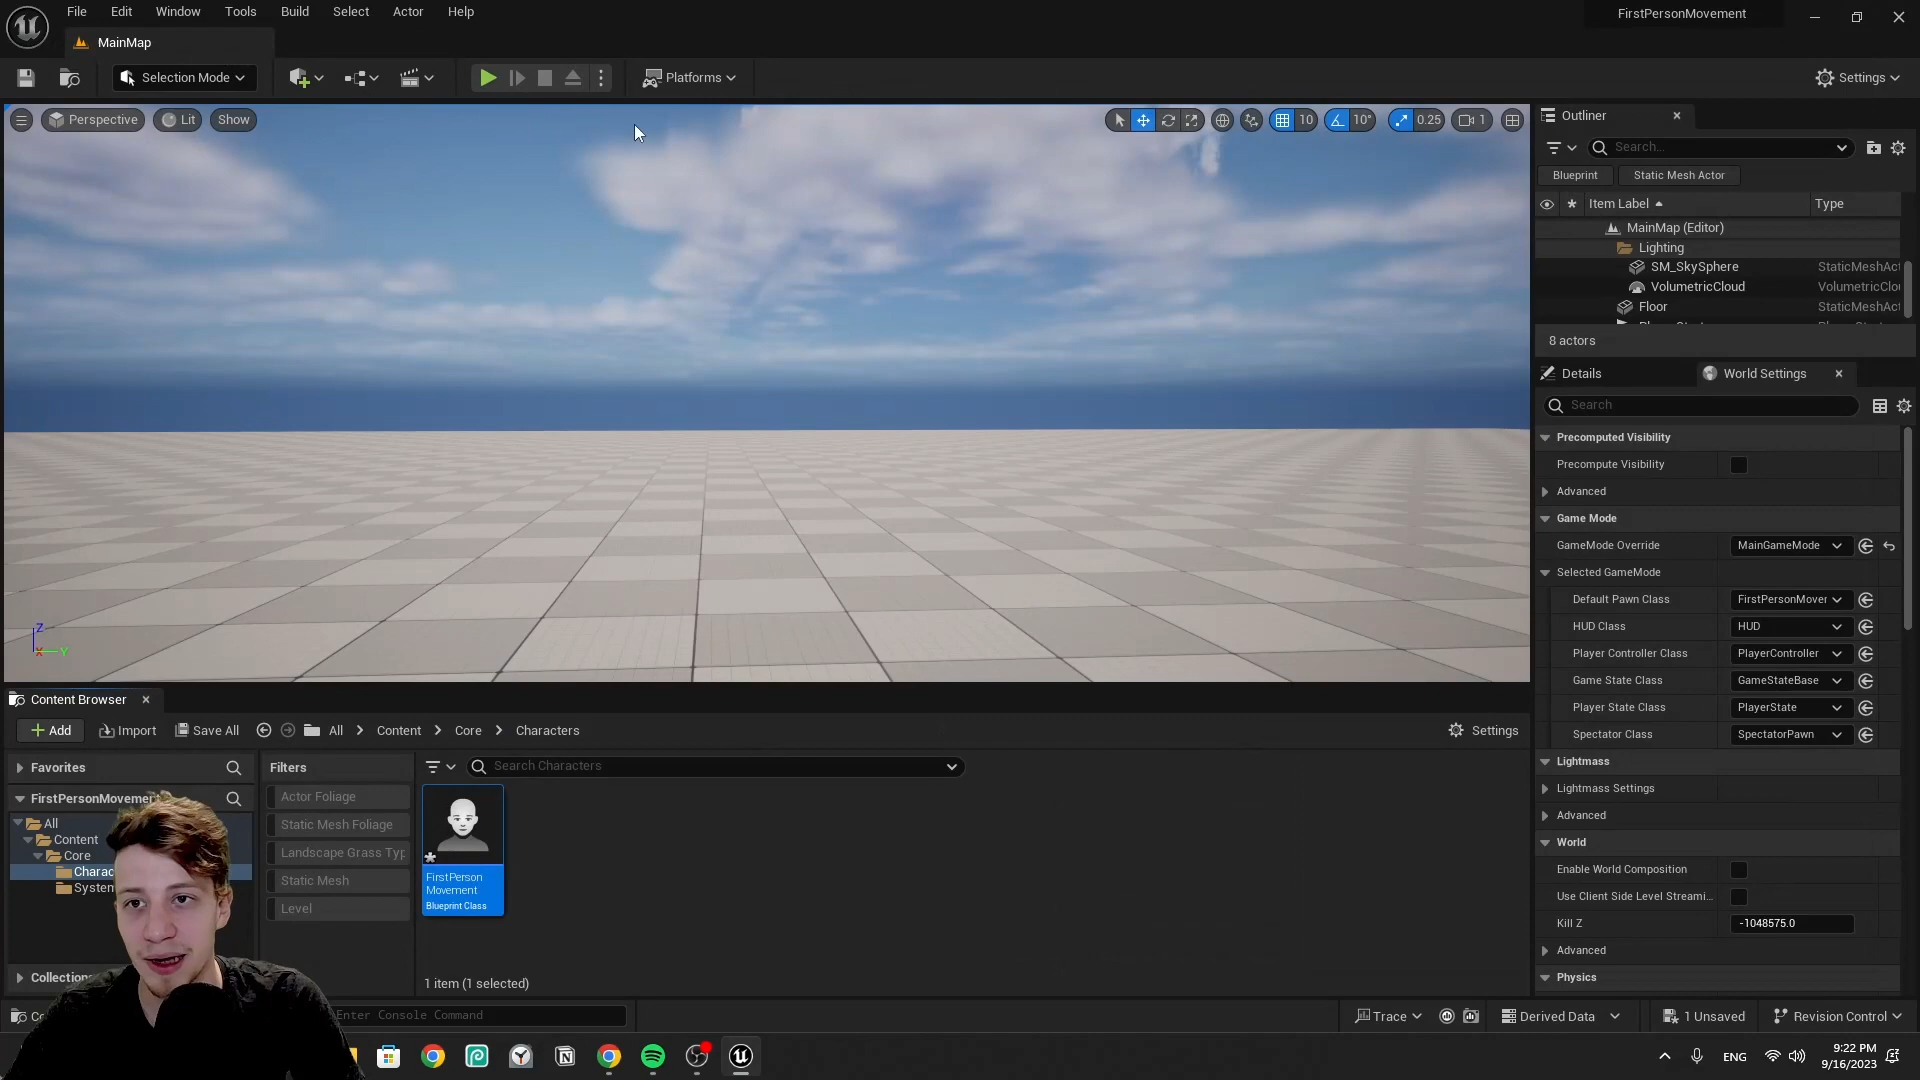 File Edit Window Tools Build Select Actor Help
FirstPersonMovement
MainMap
Selection Mode
Platforms
Settings
Perspective Lit Show
10 10° 0.25 1
Outliner
Search...
Blueprint Static Mesh Actor
Item Label Type
MainMap (Editor)
Lighting
SM_SkySphere StaticMeshAct
VolumetricCloud VolumetricClou
Floor StaticMeshAct
8 actors
Details World Settings
Search
Precomputed Visibility
Precompute Visibility
Advanced
Game Mode
GameMode Override MainGameMode
Selected GameMode
Default Pawn Class FirstPersonMover
HUD Class HUD
Player Controller Class PlayerController
Game State Class GameStateBase
Player State Class PlayerState
Spectator Class SpectatorPawn
Lightmass
Lightmass Settings
Advanced
World
Enable World Composition
Use Client Side Level Streami...
Kill Z -1048575.0
Advanced
Physics
Z
X Y
Content Browser
Add Import Save All All Content Core Characters Settings
Favorites
FirstPersonMovemen
All
Content
Core
Charac
System
Collections
Filters
Actor Foliage
Static Mesh Foliage
Landscape Grass Typ
Static Mesh
Level
Search Characters
FirstPerson
Movement
Blueprint Class
1 item (1 selected)
Enter Console Command
Trace Derived Data 1 Unsaved Revision Control
ENG
9:22 PM
9/16/2023